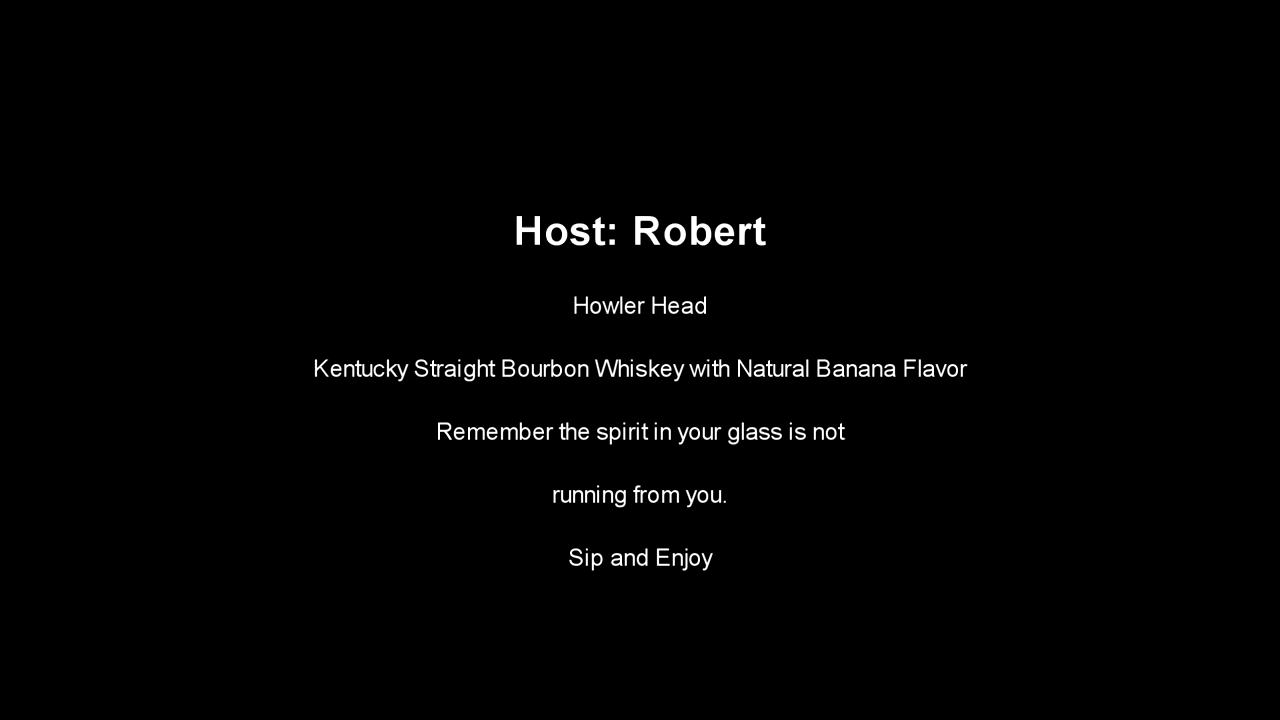 Host: Robert
Howler Head
Kentucky Straight Bourbon Whiskey with Natural Banana Flavor
Remember the spirit in your glass is not
running from you.
Sip and Enjoy